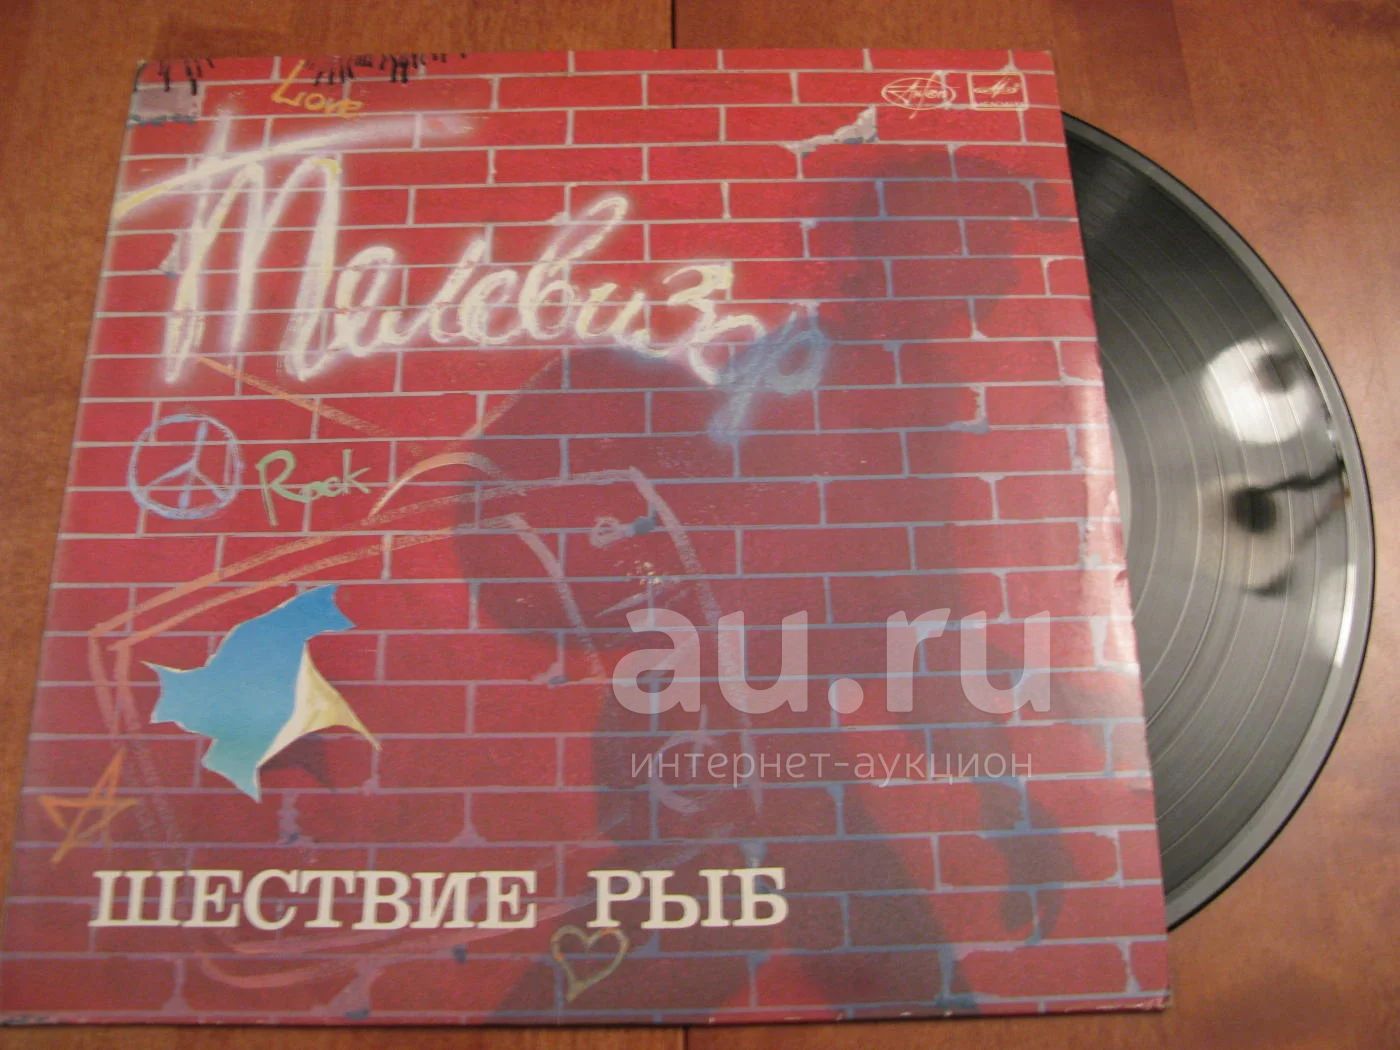 Love
Телевизор
Rock
au.ru
интернет-аукцион
ШЕСТВИЕ РЫБ